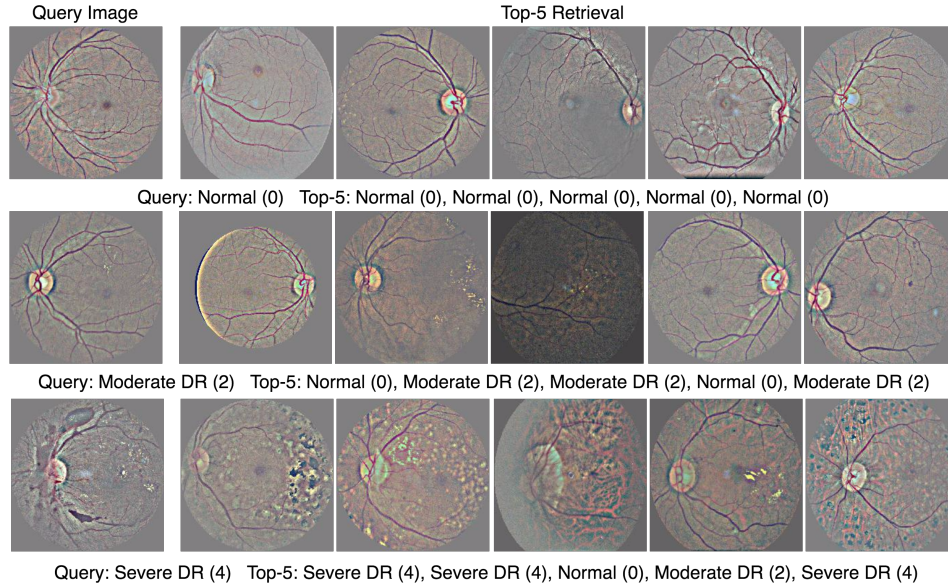 Query Image Top-5 Retrieval
Query: Normal (0) Top-5: Normal (0), Normal (0), Normal (0), Normal (0), Normal (0)
Query: Moderate DR (2) Top-5: Normal (0), Moderate DR (2), Moderate DR (2), Normal (0), Moderate DR (2)
Query: Severe DR (4) Top-5: Severe DR (4), Severe DR (4), Normal (0), Moderate DR (2), Severe DR (4)